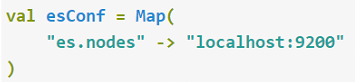 val esConf = Map(
    "es.nodes" -> "localhost:9200"
)